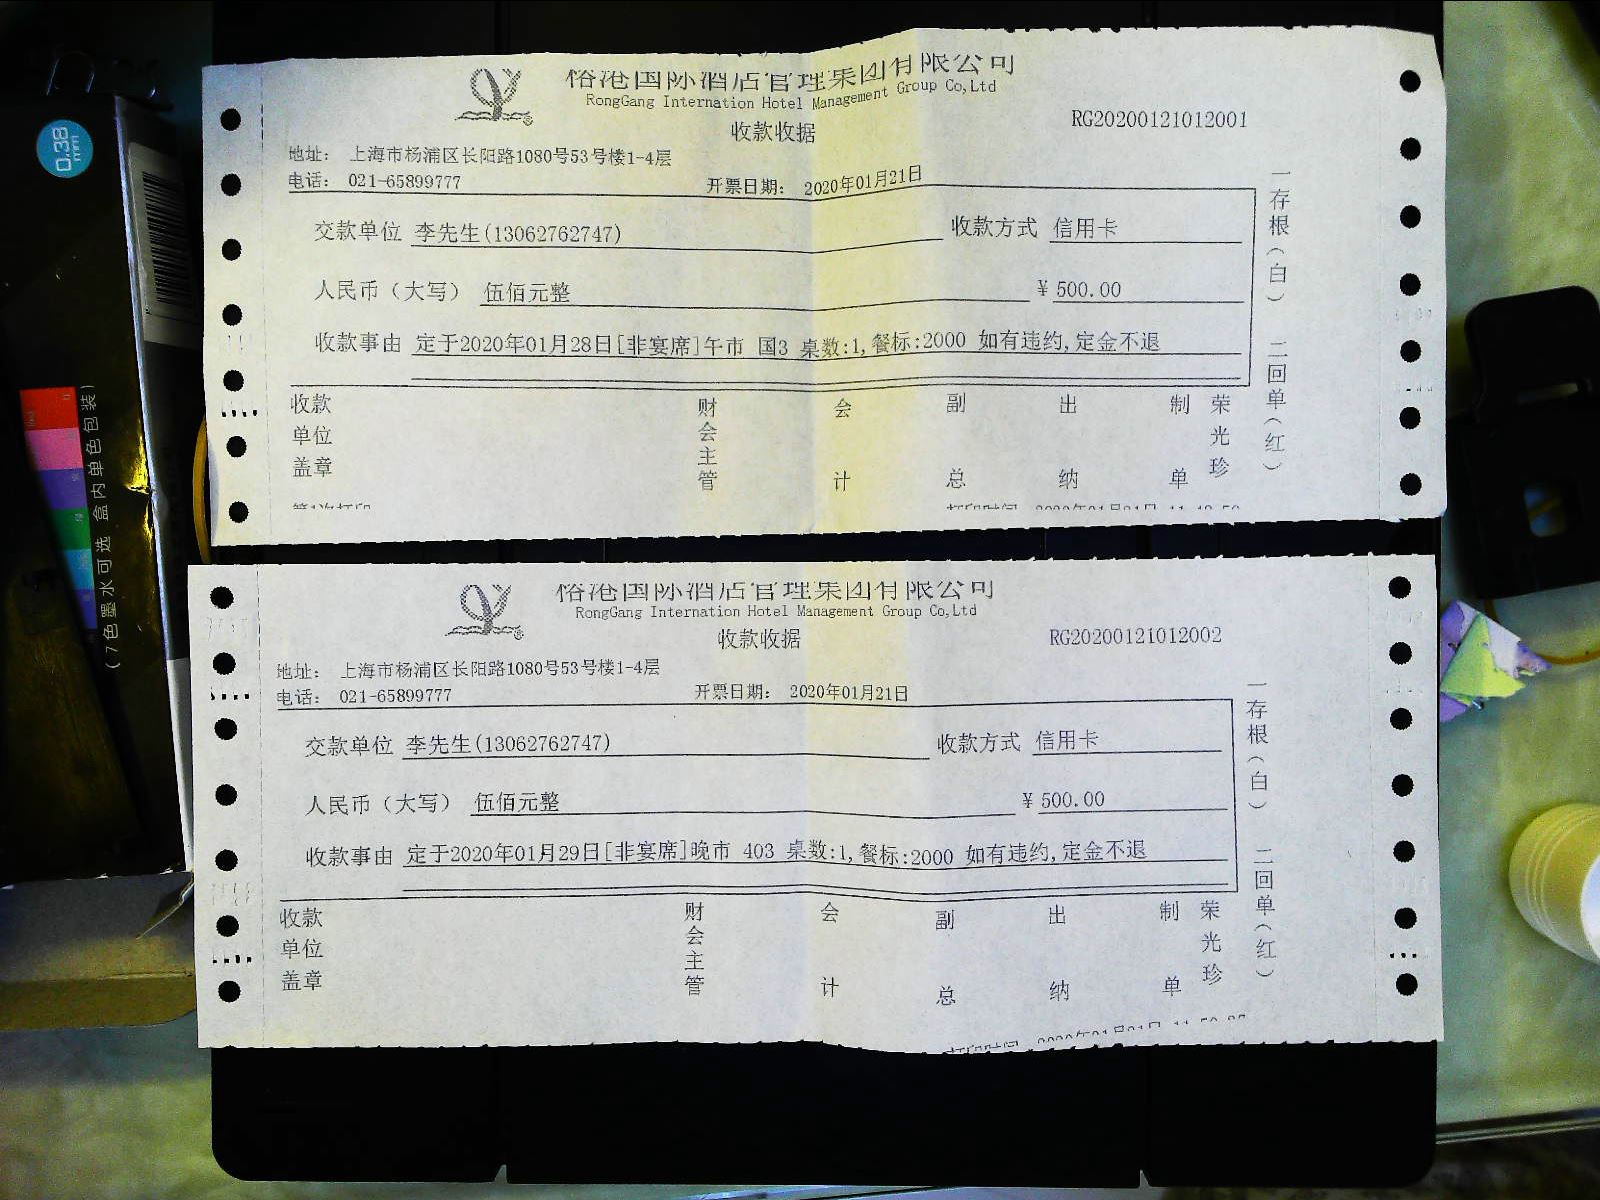 0.38
mm
(7色墨水可选 盒内单色包装)
国际酒店管理集团有限公司
RongGang Internation Hotel Management Group Co,Ltd
收款收据
RG20200121012001
地址: 上海市杨浦区长阳路1080号53号楼1-4层
电话: 021-65899777
开票日期: 2020年01月21日
交款单位 李先生(13062762747)
收款方式 信用卡
人民币(大写) 伍佰元整
¥ 500.00
收款事由 定于2020年01月28日[非宴席]午市 国3 桌数:1,餐标:2000 如有违约,定金不退
一存根(白) 二回单(红)
收款单位盖章
财会主管
会计
副总
出纳
制单
荣光珍
第1次打印
打印时间
国际酒店管理集团有限公司
RongGang Internation Hotel Management Group Co,Ltd
收款收据
RG20200121012002
地址: 上海市杨浦区长阳路1080号53号楼1-4层
电话: 021-65899777
开票日期: 2020年01月21日
交款单位 李先生(13062762747)
收款方式 信用卡
人民币(大写) 伍佰元整
¥ 500.00
收款事由 定于2020年01月29日[非宴席]晚市 403 桌数:1,餐标:2000 如有违约,定金不退
一存根(白) 二回单(红)
收款单位盖章
财会主管
会计
副总
出纳
制单
荣光珍
打印时间